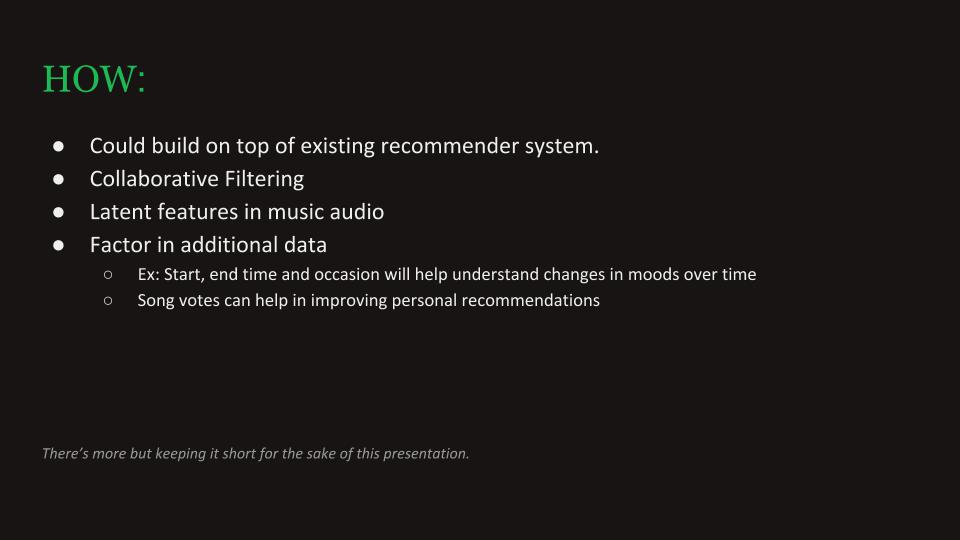 HOW:
● Could build on top of existing recommender system.
● Collaborative Filtering
● Latent features in music audio
● Factor in additional data
○ Ex: Start, end time and occasion will help understand changes in moods over time
○ Song votes can help in improving personal recommendations
There’s more but keeping it short for the sake of this presentation.